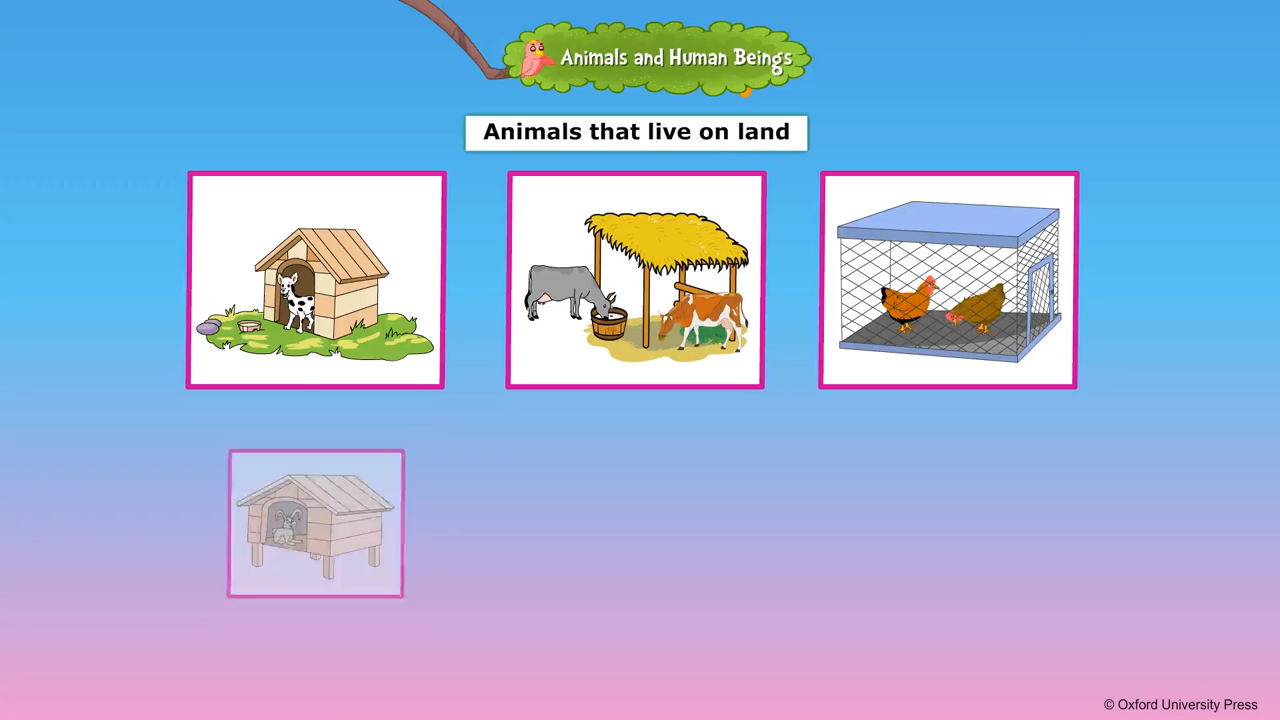 Animals and Human Beings
Animals that live on land
© Oxford University Press